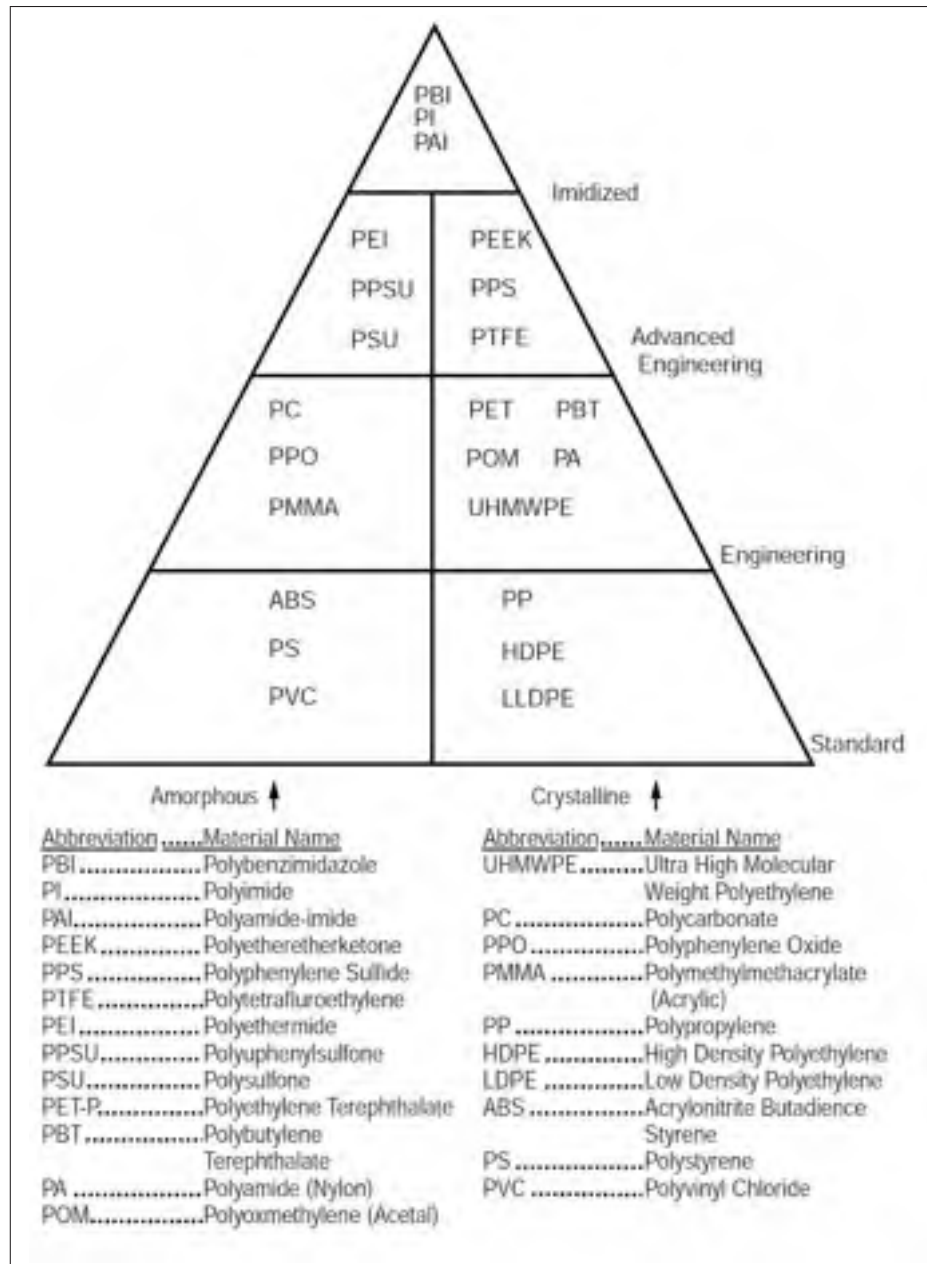 PBI
PI
PAI
Imidized
PEI
PEEK
PPSU
PPS
PSU
PTFE
Advanced
Engineering
PC
PET PBT
PPO
POM PA
PMMA
UHMWPE
Engineering
ABS
PP
PS
HDPE
PVC
LLDPE
Standard
Amorphous
Crystalline
Abbreviation ......Material Name
PBI..................Polybenzimidazole
PI.....................Polyimide
PAI...................Polyamide-imide
PEEK...............Polyetheretherketone
PPS .................Polyphenylene Sulfide
PTFE ...............Polytetrafluroethylene
PEI ..................Polyethermide
PPSU...............Polyuphenylsulfone
PSU.................Polysulfone
PET-P..............Polyethylene Terephthalate
PBT .................Polybutylene
Terephthalate
PA ...................Polyamide (Nylon)
POM................Polyoxmethylene (Acetal)
Abbreviation......Material Name
UHMWPE .........Ultra High Molecular
Weight Polyethylene
PC ...................Polycarbonate
PPO .................Polyphenylene Oxide
PMMA .............Polymethylmethacrylate
(Acrylic)
PP ...................Polypropylene
HDPE ...............High Density Polyethylene
LDPE ...............Low Density Polyethylene
ABS .................Acrylonitrite Butadience
Styrene
PS ...................Polystyrene
PVC .................Polyvinyl Chloride